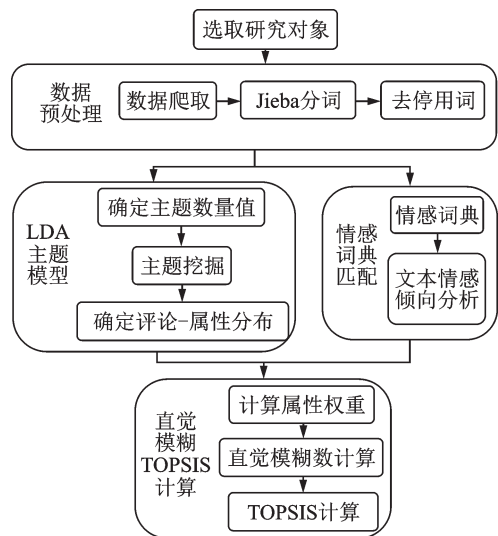 选取研究对象
数据
预处理
数据爬取
Jieba分词
去停用词
LDA
主题
模型
确定主题数量值
主题挖掘
确定评论-属性分布
情感
词典
匹配
情感词典
文本情感
倾向分析
直觉
模糊
TOPSIS
计算
计算属性权重
直觉模糊数计算
TOPSIS计算